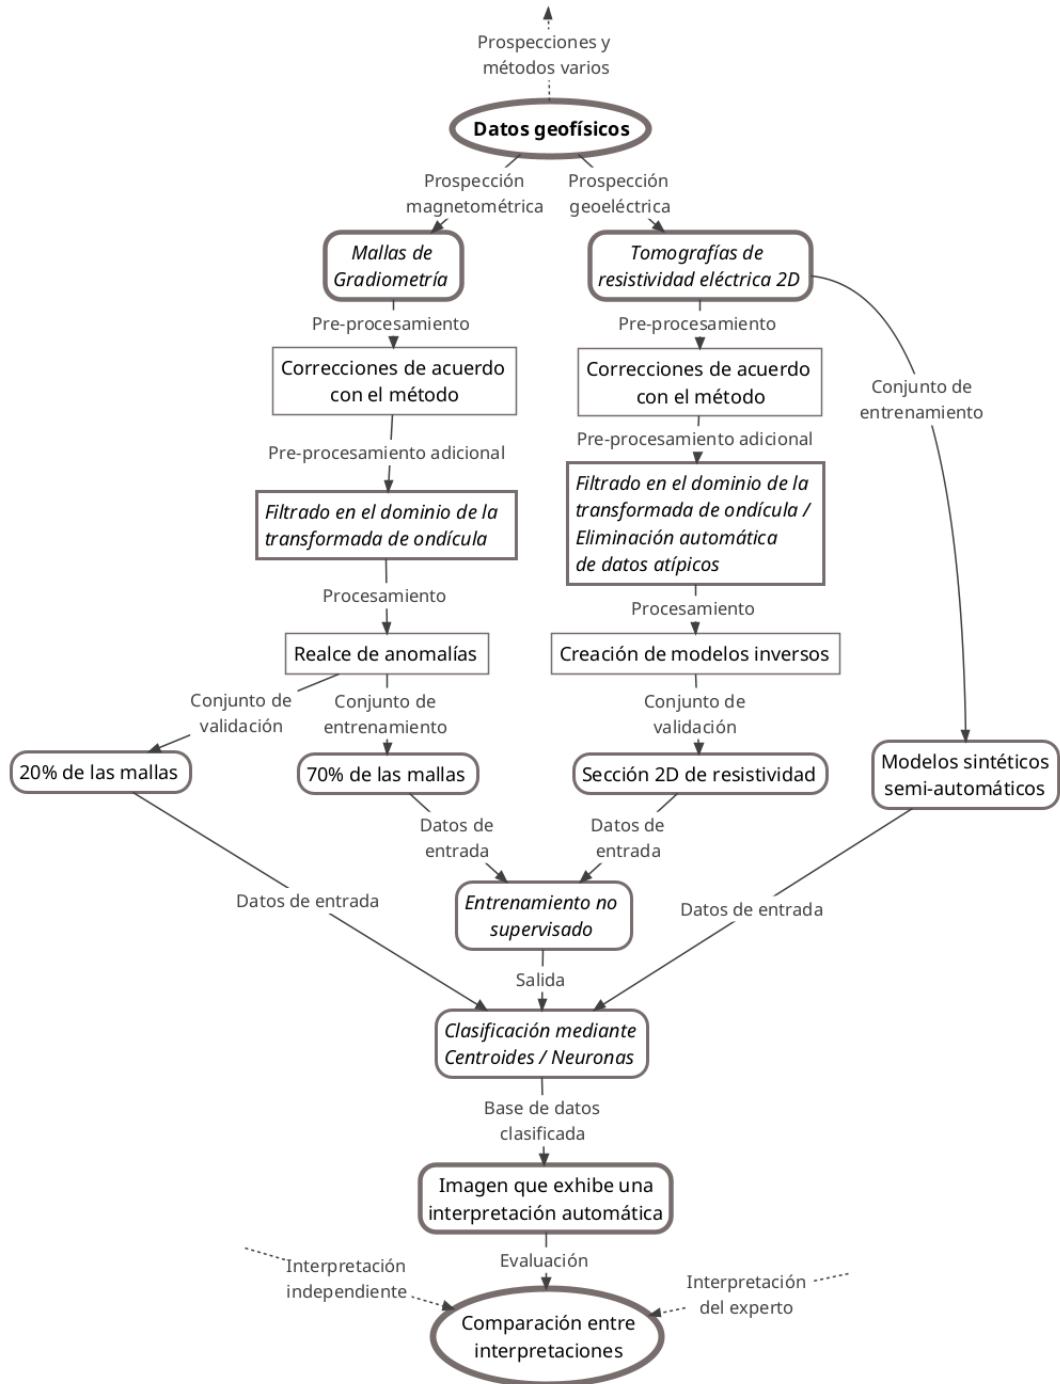 Prospecciones y
métodos varios
Datos geofísicos
Prospección
magnetométrica
Prospección
geoeléctrica
Mallas de
Gradiometría
Tomografías de
resistividad eléctrica 2D
Pre-procesamiento
Pre-procesamiento
Correcciones de acuerdo
con el método
Correcciones de acuerdo
con el método
Conjunto de
entrenamiento
Pre-procesamiento adicional
Pre-procesamiento adicional
Filtrado en el dominio de la
transformada de ondícula
Filtrado en el dominio de la
transformada de ondícula /
Eliminación automática
de datos atípicos
Procesamiento
Procesamiento
Realce de anomalías
Creación de modelos inversos
Conjunto de
validación
Conjunto de
entrenamiento
Conjunto de
validación
20% de las mallas
70% de las mallas
Sección 2D de resistividad
Modelos sintéticos
semi-automáticos
Datos de
entrada
Datos de
entrada
Datos de entrada
Entrenamiento no
supervisado
Datos de entrada
Salida
Clasificación mediante
Centroides / Neuronas
Base de datos
clasificada
Imagen que exhibe una
interpretación automática
Evaluación
Interpretación
independiente
Interpretación
del experto
Comparación entre
interpretaciones